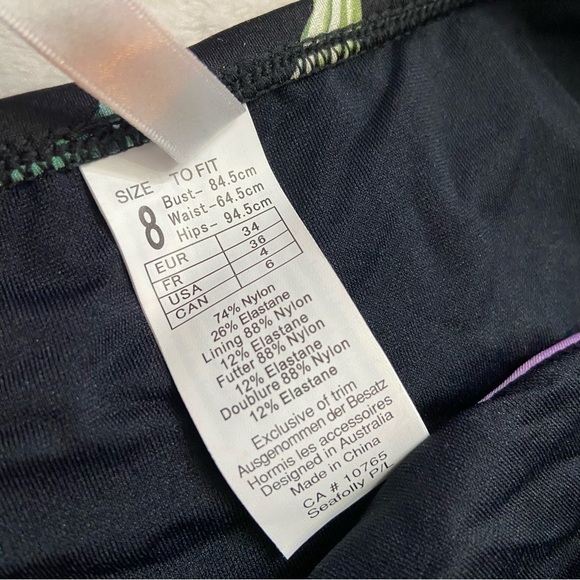 SIZE TO FIT
8 Bust- 84.5cm
Waist-64.5cm
Hips- 94.5cm
EUR 34
FR 36
USA 4
CAN 6
74% Nylon
26% Elastane
Lining 88% Nylon
12% Elastane
Futter 88% Nylon
12% Elastane
Doublure 88% Nylon
12% Elastane
Exclusive of trim
Ausgenommen der Besatz
Hormis les accessoires
Designed in Australia
Made in China
CA # 10765
Seafolly P/L